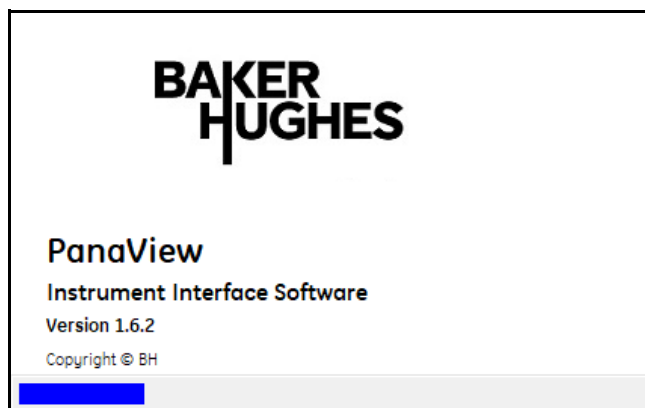 BAKER
HUGHES
PanaView
Instrument Interface Software
Version 1.6.2
Copyright © BH